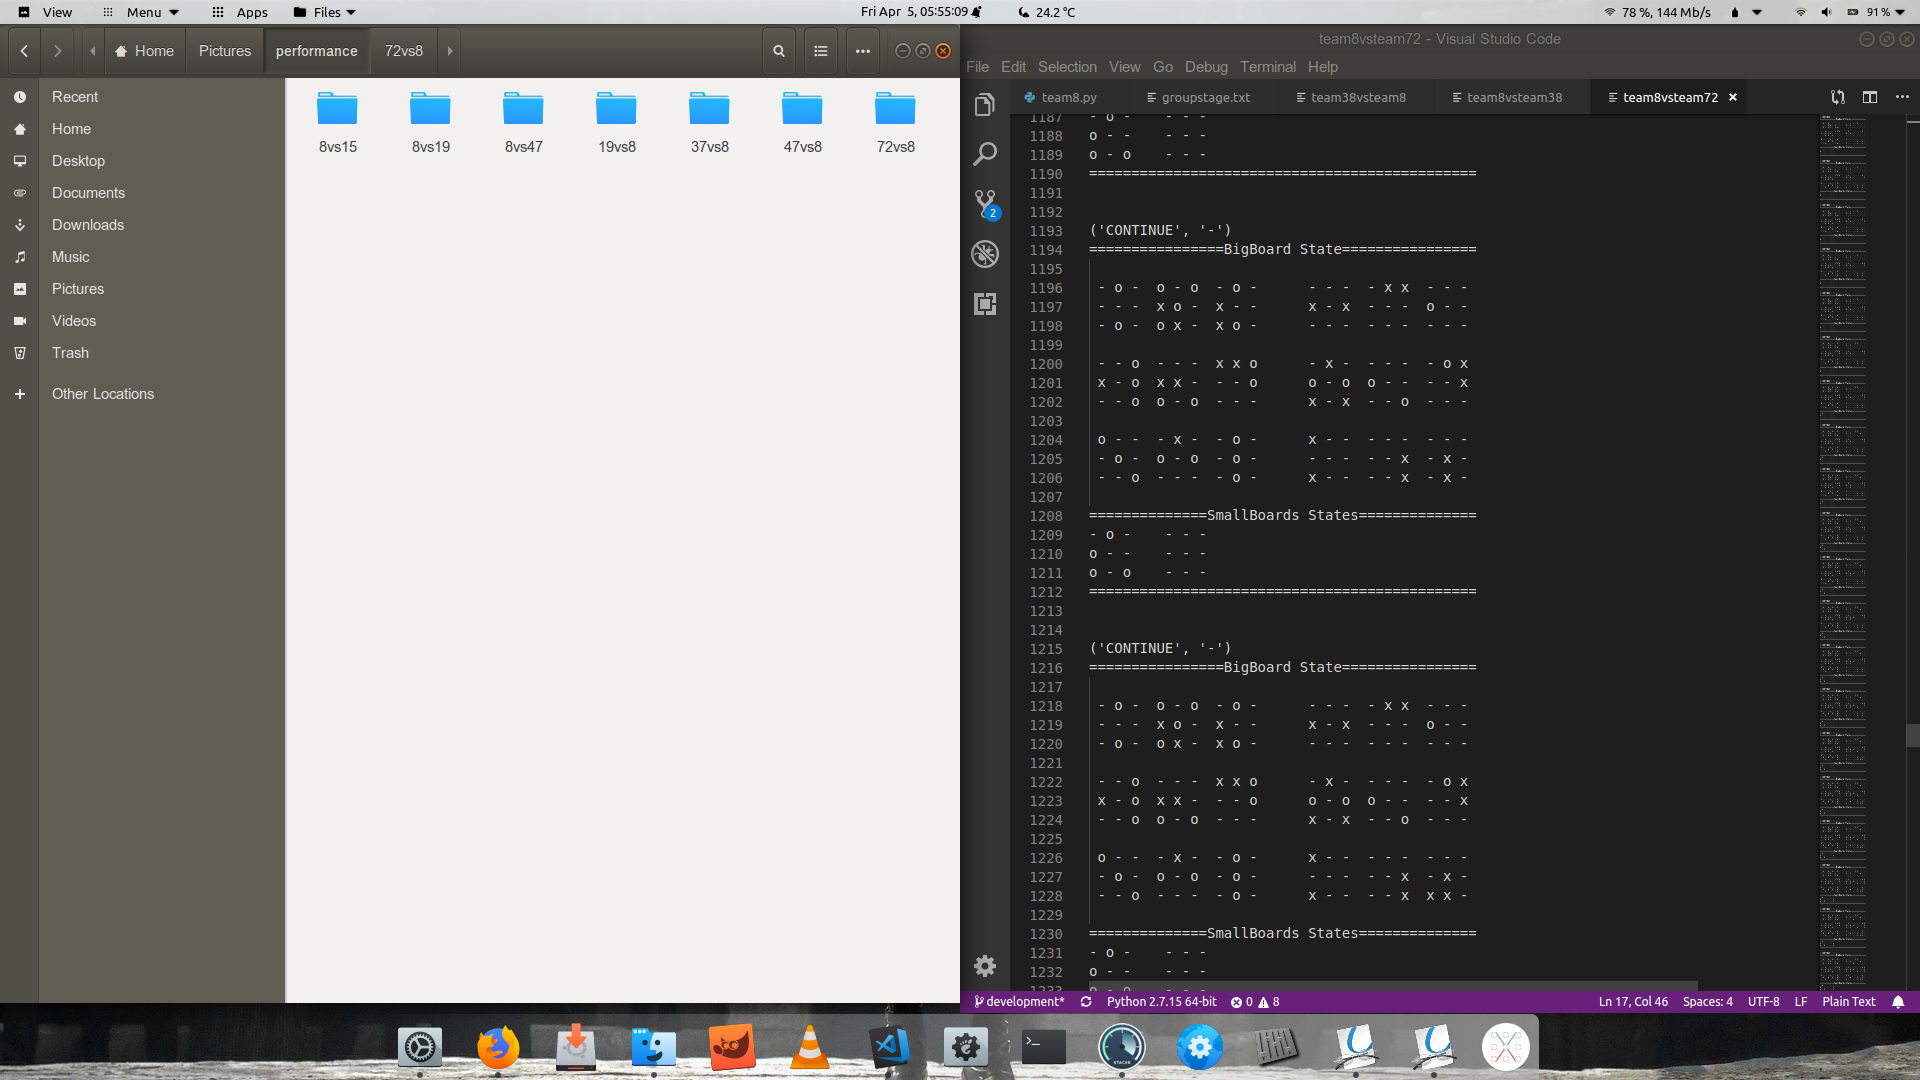 View Menu Apps Files Fri Apr 5, 05:55:09 24.2 °C 78 %, 144 Mb/s 91 %
Home Pictures performance 72vs8
Recent
Home
Desktop
Documents
Downloads
Music
Pictures
Videos
Trash
Other Locations
8vs15 8vs19 8vs47 19vs8 37vs8 47vs8 72vs8
team8vsteam72 - Visual Studio Code
File Edit Selection View Go Debug Terminal Help
team8.py groupstage.txt team38vsteam8 team8vsteam38 team8vsteam72
1187 - o - - - -
1188 o - - - - -
1189 o - o - - -
1190 ==============================================
1191
1192
1193 ('CONTINUE', '-')
1194 ================BigBoard State================
1195
1196 - o - o - o - o - - - - - x x - - -
1197 - - - x o - x - - x - x - - - o - -
1198 - o - o x - x o - - - - - - - - - -
1199
1200 - - o - - - x x o - x - - - - - o x
1201 x - o x x - - - o o - o o - - - - x
1202 - - o o - o - - - x - x - - o - - -
1203
1204 o - - - x - - o - x - - - - - - - -
1205 - o - o - o - o - - - - - - x - x -
1206 - - o - - - - o - x - - - - x - x -
1207
1208 ==============SmallBoards States==============
1209 - o - - - -
1210 o - - - - -
1211 o - o - - -
1212 ==============================================
1213
1214
1215 ('CONTINUE', '-')
1216 ================BigBoard State================
1217
1218 - o - o - o - o - - - - - x x - - -
1219 - - - x o - x - - x - x - - - o - -
1220 - o - o x - x o - - - - - - - - - -
1221
1222 - - o - - - x x o - x - - - - - o x
1223 x - o x x - - - o o - o o - - - - x
1224 - - o o - o - - - x - x - - o - - -
1225
1226 o - - - x - - o - x - - - - - - - -
1227 - o - o - o - o - - - - - - x - x -
1228 - - o - - - - o - x - - - - x x x -
1229
1230 ==============SmallBoards States==============
1231 - o - - - -
1232 o - - - - -
1233 o - o - - -
2
development* Python 2.7.15 64-bit 0 8 Ln 17, Col 46 Spaces: 4 UTF-8 LF Plain Text